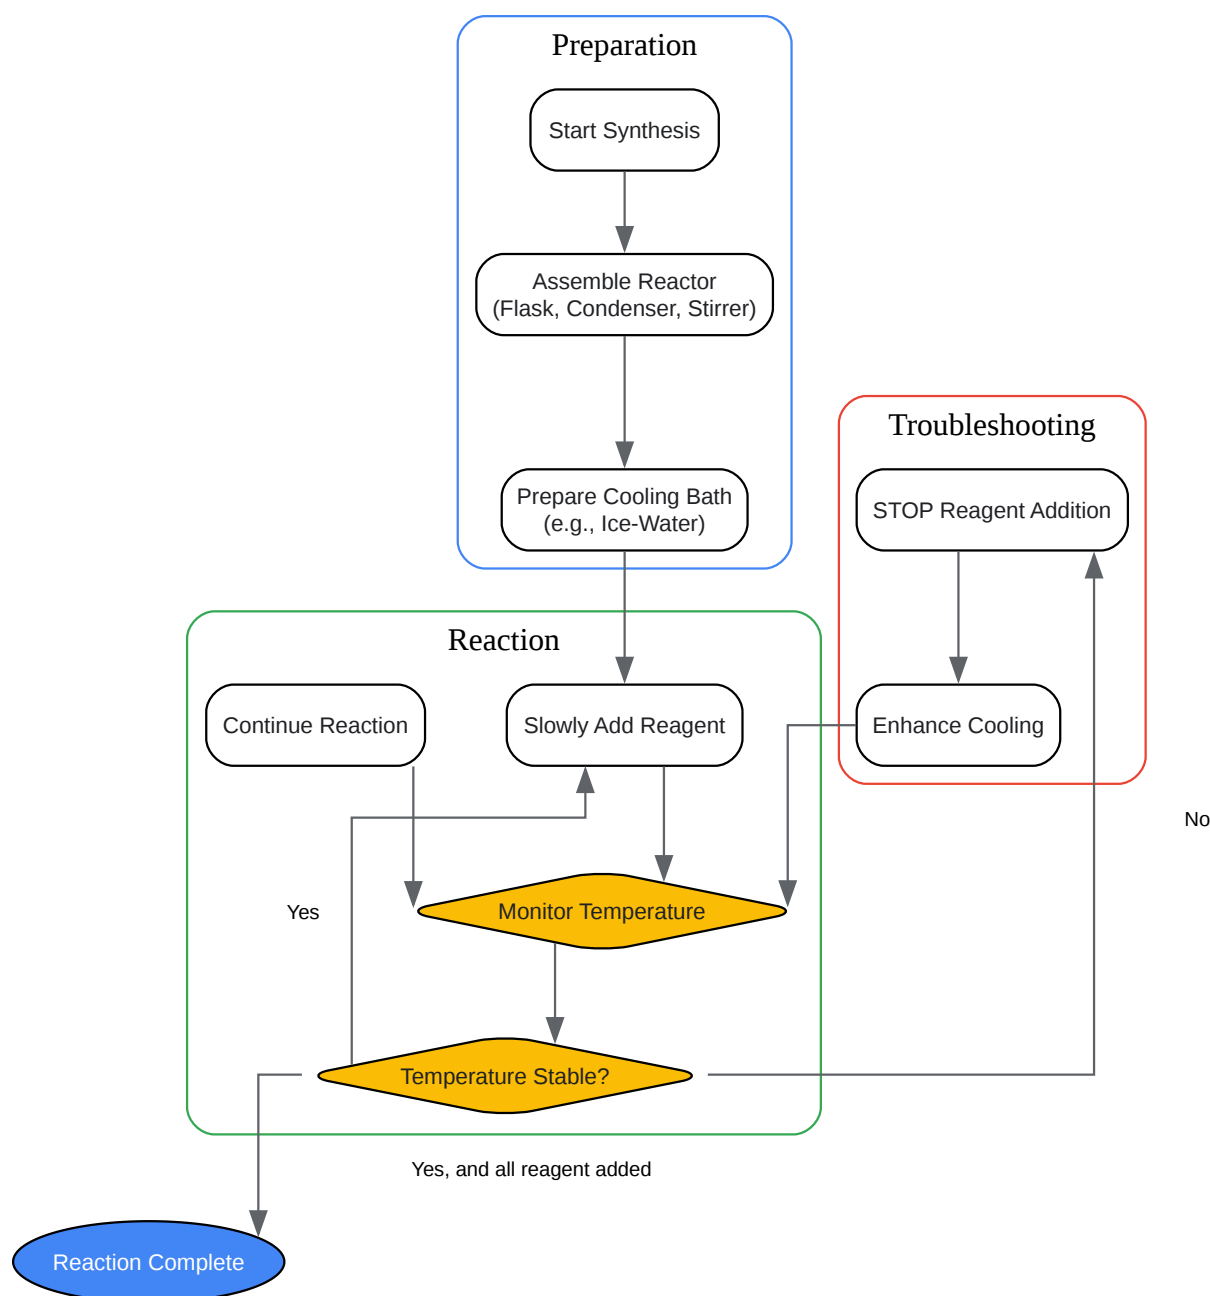 Preparation
Start Synthesis
Assemble Reactor
(Flask, Condenser, Stirrer)
Prepare Cooling Bath
(e.g., Ice-Water)
Troubleshooting
STOP Reagent Addition
Enhance Cooling
Reaction
Continue Reaction
Slowly Add Reagent
No
Yes
Monitor Temperature
Temperature Stable?
Yes, and all reagent added
Reaction Complete